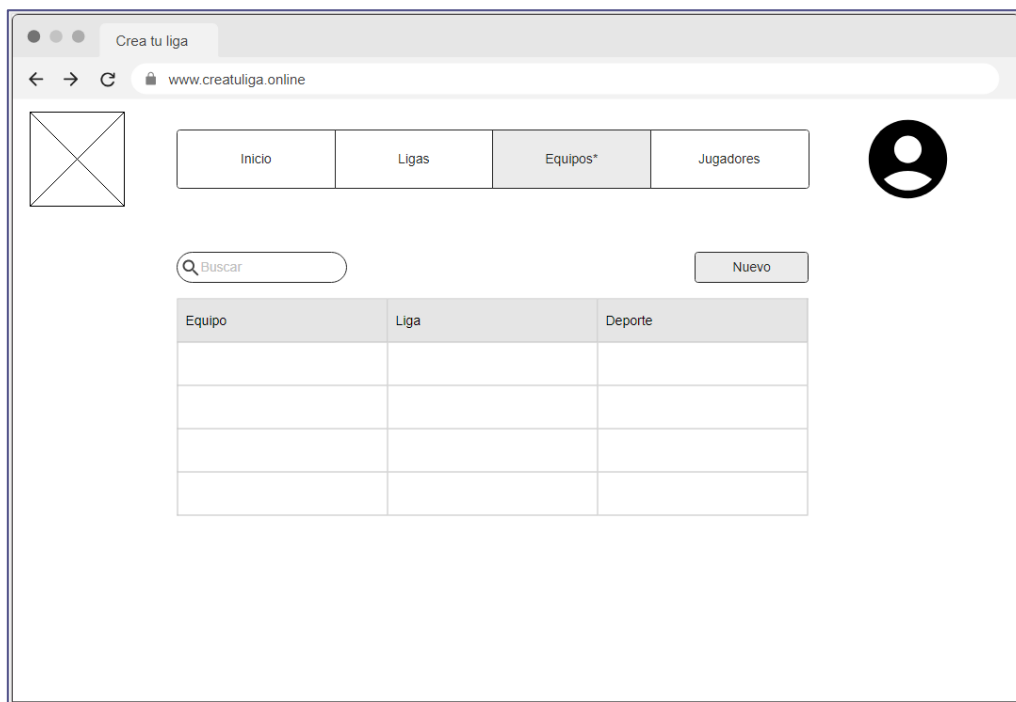 Crea tu liga
www.creatuliga.online
Inicio Ligas Equipos* Jugadores
Buscar Nuevo
Equipo Liga Deporte